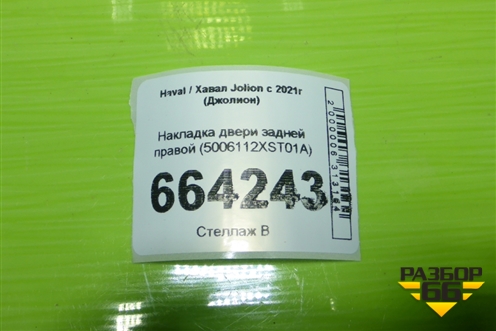 Haval / Хавал Jolion с 2021г
(Джолион)
Накладка двери задней
правой (5006112XST01A)
664243
Стеллаж В
РАЗБОР
66